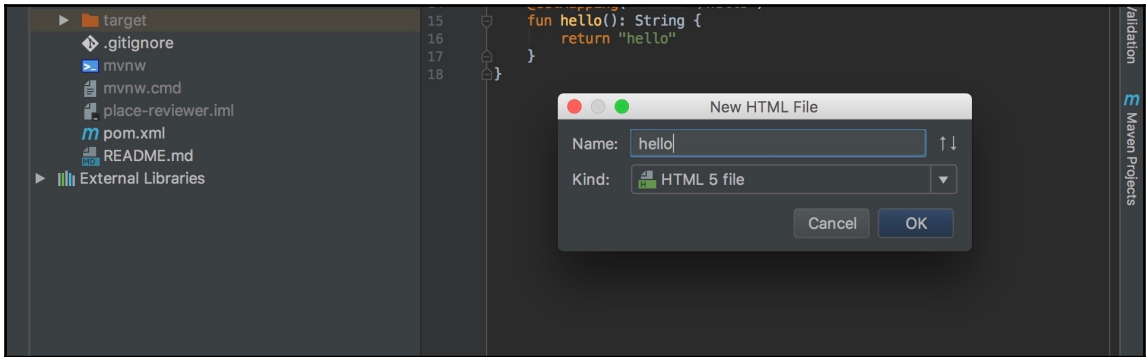 target
.gitignore
mvnw
mvnw.cmd
place-reviewer.iml
pom.xml
README.md
External Libraries
15 fun hello(): String {
16 return "hello"
17 }
18 }
New HTML File
Name: hello
Kind: HTML 5 file
Cancel OK
Validation
Maven Projects